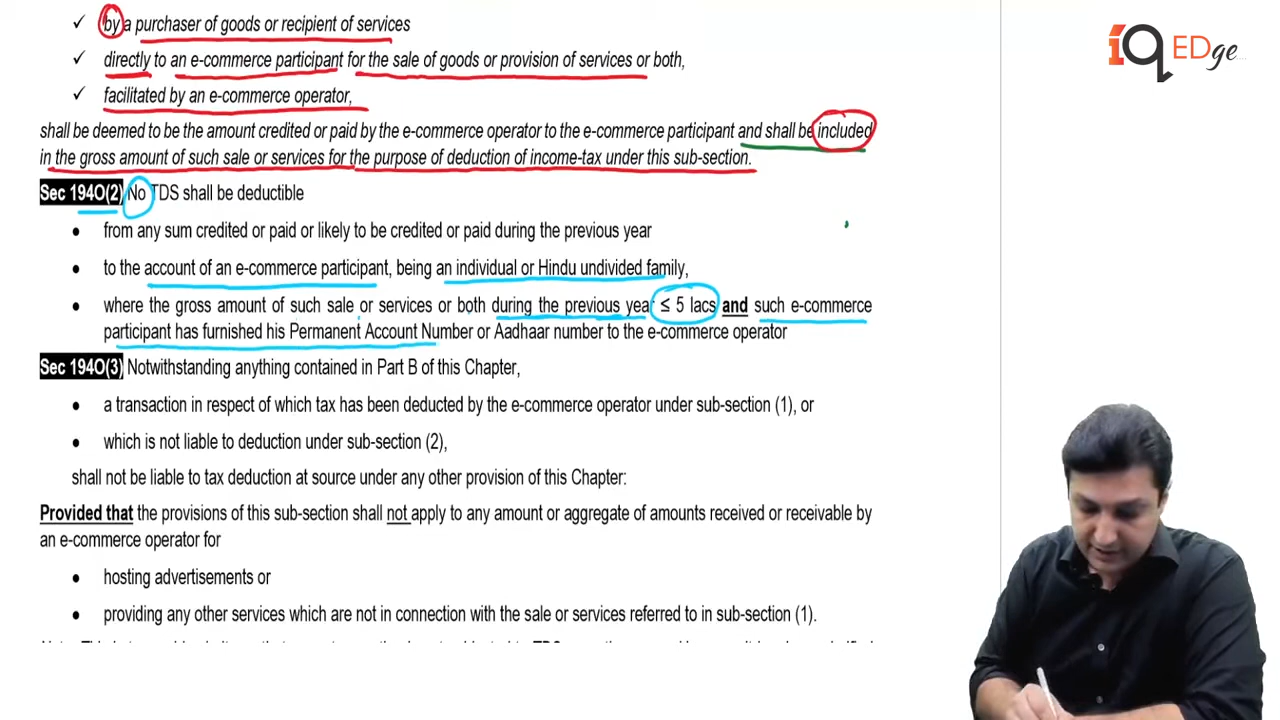 ✓ by a purchaser of goods or recipient of services
✓ directly to an e-commerce participant for the sale of goods or provision of services or both,
✓ facilitated by an e-commerce operator,
shall be deemed to be the amount credited or paid by the e-commerce operator to the e-commerce participant and shall be included
in the gross amount of such sale or services for the purpose of deduction of income-tax under this sub-section.
Sec 194O(2) No TDS shall be deductible
• from any sum credited or paid or likely to be credited or paid during the previous year
• to the account of an e-commerce participant, being an individual or Hindu undivided family,
• where the gross amount of such sale or services or both during the previous year ≤ 5 lacs and such e-commerce
participant has furnished his Permanent Account Number or Aadhaar number to the e-commerce operator
Sec 194O(3) Notwithstanding anything contained in Part B of this Chapter,
• a transaction in respect of which tax has been deducted by the e-commerce operator under sub-section (1), or
• which is not liable to deduction under sub-section (2),
shall not be liable to tax deduction at source under any other provision of this Chapter:
Provided that the provisions of this sub-section shall not apply to any amount or aggregate of amounts received or receivable by
an e-commerce operator for
• hosting advertisements or
• providing any other services which are not in connection with the sale or services referred to in sub-section (1).
iQ EDge